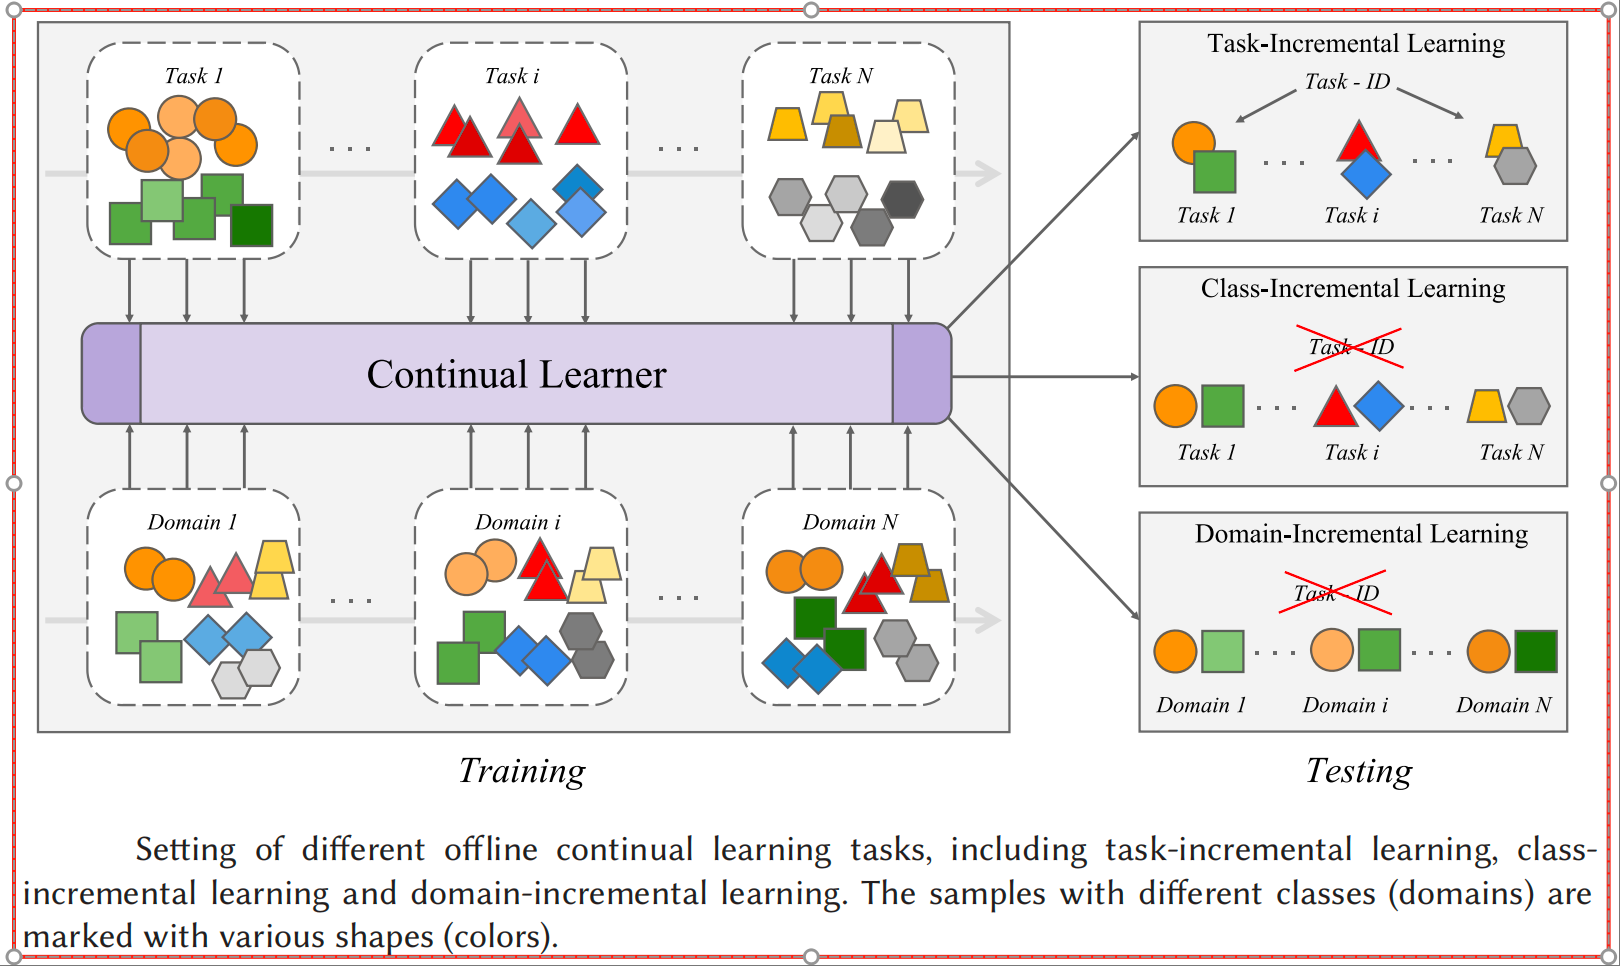 Task 1
Task i
Task N
Continual Learner
Domain 1
Domain i
Domain N
Training
Task-Incremental Learning
Task - ID
Task 1
Task i
Task N
Class-Incremental Learning
Task - ID
Task 1
Task i
Task N
Domain-Incremental Learning
Task - ID
Domain 1
Domain i
Domain N
Testing
Setting of different offline continual learning tasks, including task-incremental learning, class-
incremental learning and domain-incremental learning. The samples with different classes (domains) are
marked with various shapes (colors).